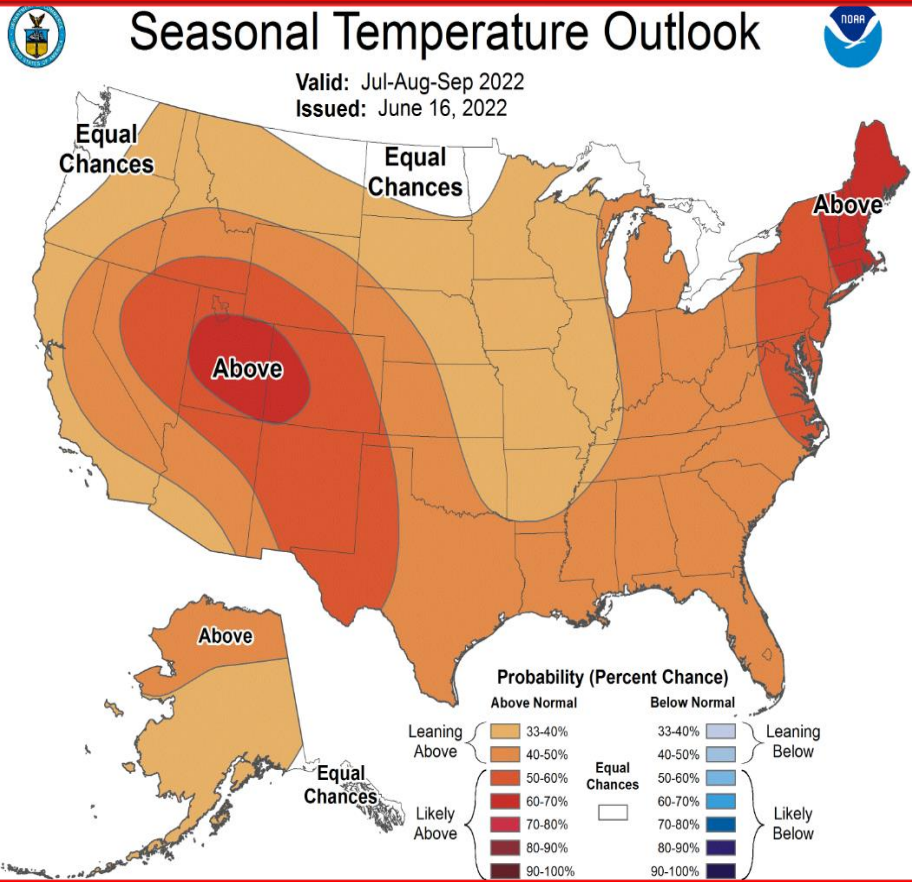 Seasonal Temperature Outlook
NOAA
Valid: Jul-Aug-Sep 2022
Issued: June 16, 2022
Equal
Chances
Equal
Chances
Above
Above
Above
Equal
Chances
Probability (Percent Chance)
Above Normal
Below Normal
Leaning
Above
33-40%
40-50%
Likely
Above
50-60%
60-70%
70-80%
80-90%
90-100%
Equal
Chances
33-40%
40-50%
Leaning
Below
50-60%
60-70%
70-80%
80-90%
90-100%
Likely
Below